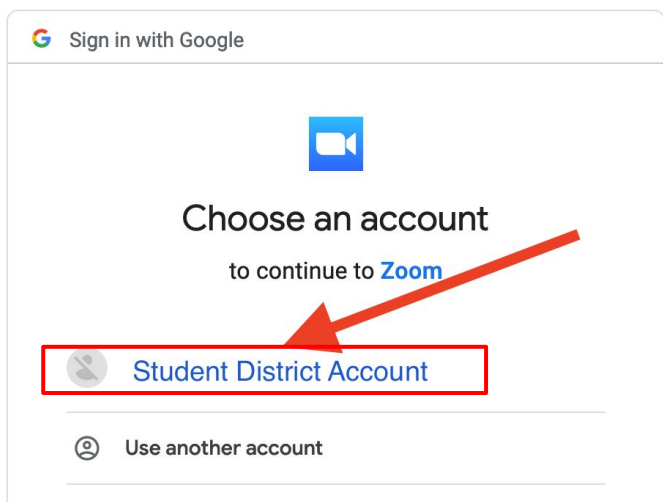 Sign in with Google
Choose an account
to continue to Zoom
Student District Account
Use another account